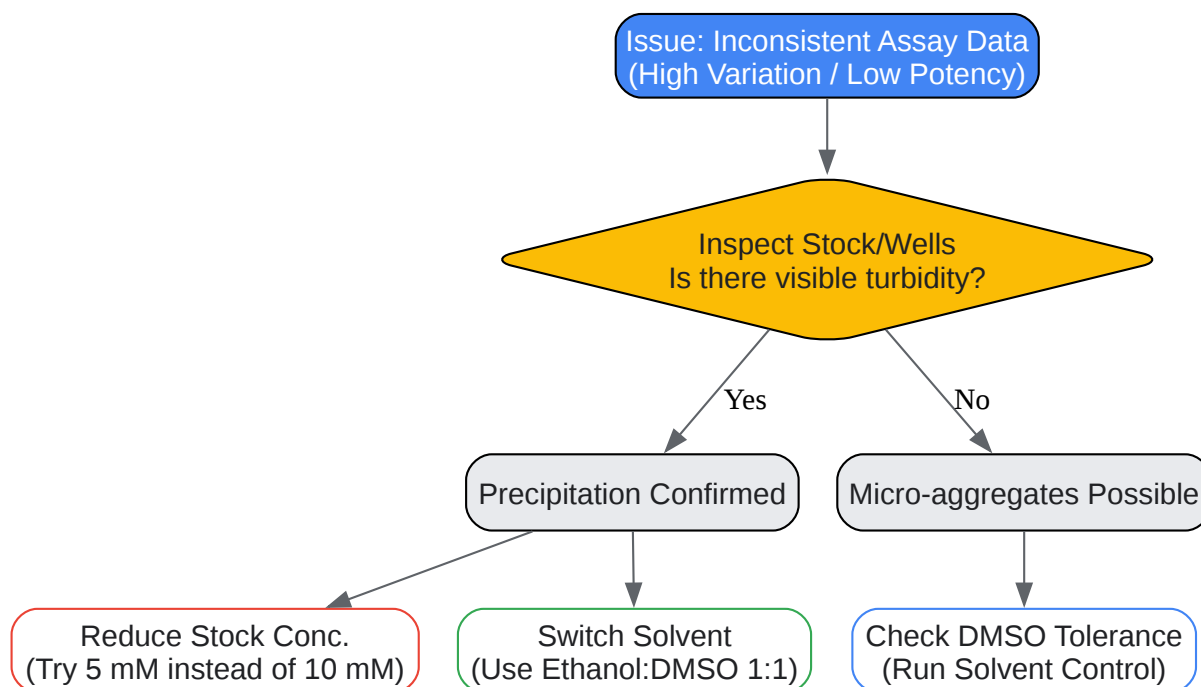 Issue: Inconsistent Assay Data
(High Variation / Low Potency)
Inspect Stock/Wells
Is there visible turbidity?
Yes
No
Precipitation Confirmed
Micro-aggregates Possible
Reduce Stock Conc.
(Try 5 mM instead of 10 mM)
Switch Solvent
(Use Ethanol:DMSO 1:1)
Check DMSO Tolerance
(Run Solvent Control)